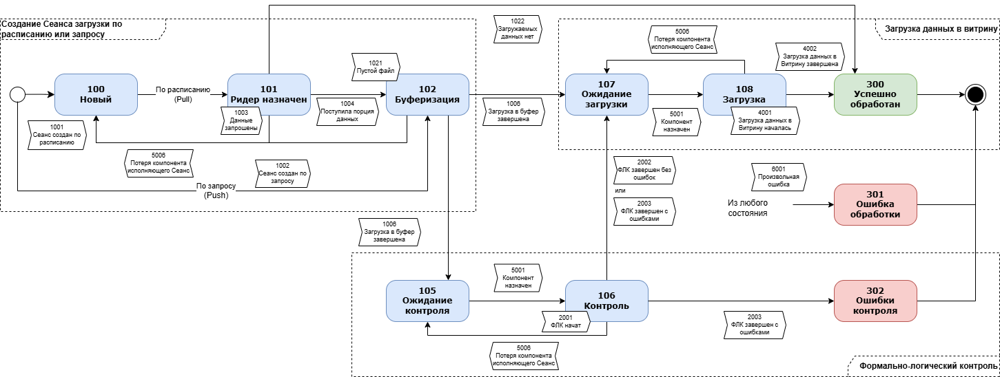 Создание Сеанса загрузки по
расписанию или запросу
1022
Загружаемых
данных нет
Загрузка данных в витрину
5006
Потеря компонента
исполняющего Сеанс
4002
Загрузка данных в
Витрину завершена
1021
Пустой файл
100
Новый
По расписанию
(Pull)
101
Ридер назначен
1003
Данные
запрошены
1004
Поступила порция
данных
102
Буферизация
1006
Загрузка в буфер
завершена
107
Ожидание
загрузки
5001
Компонент
назначен
108
Загрузка
4001
Загрузка данных в
Витрину началась
300
Успешно
обработан
1001
Сеанс создан по
расписанию
5006
Потеря компонента
исполняющего Сеанс
1002
Сеанс создан по
запросу
По запросу
(Push)
2002
ФЛК завершен без
ошибок
или
2003
ФЛК завершен с
ошибками
6001
Произвольная
ошибка
Из любого
состояния
301
Ошибка
обработки
1006
Загрузка в буфер
завершена
105
Ожидание
контроля
5001
Компонент
назначен
106
Контроль
2001
ФЛК начат
5006
Потеря компонента
исполняющего Сеанс
2003
ФЛК завершен с
ошибками
302
Ошибки
контроля
Формально-логический контроль